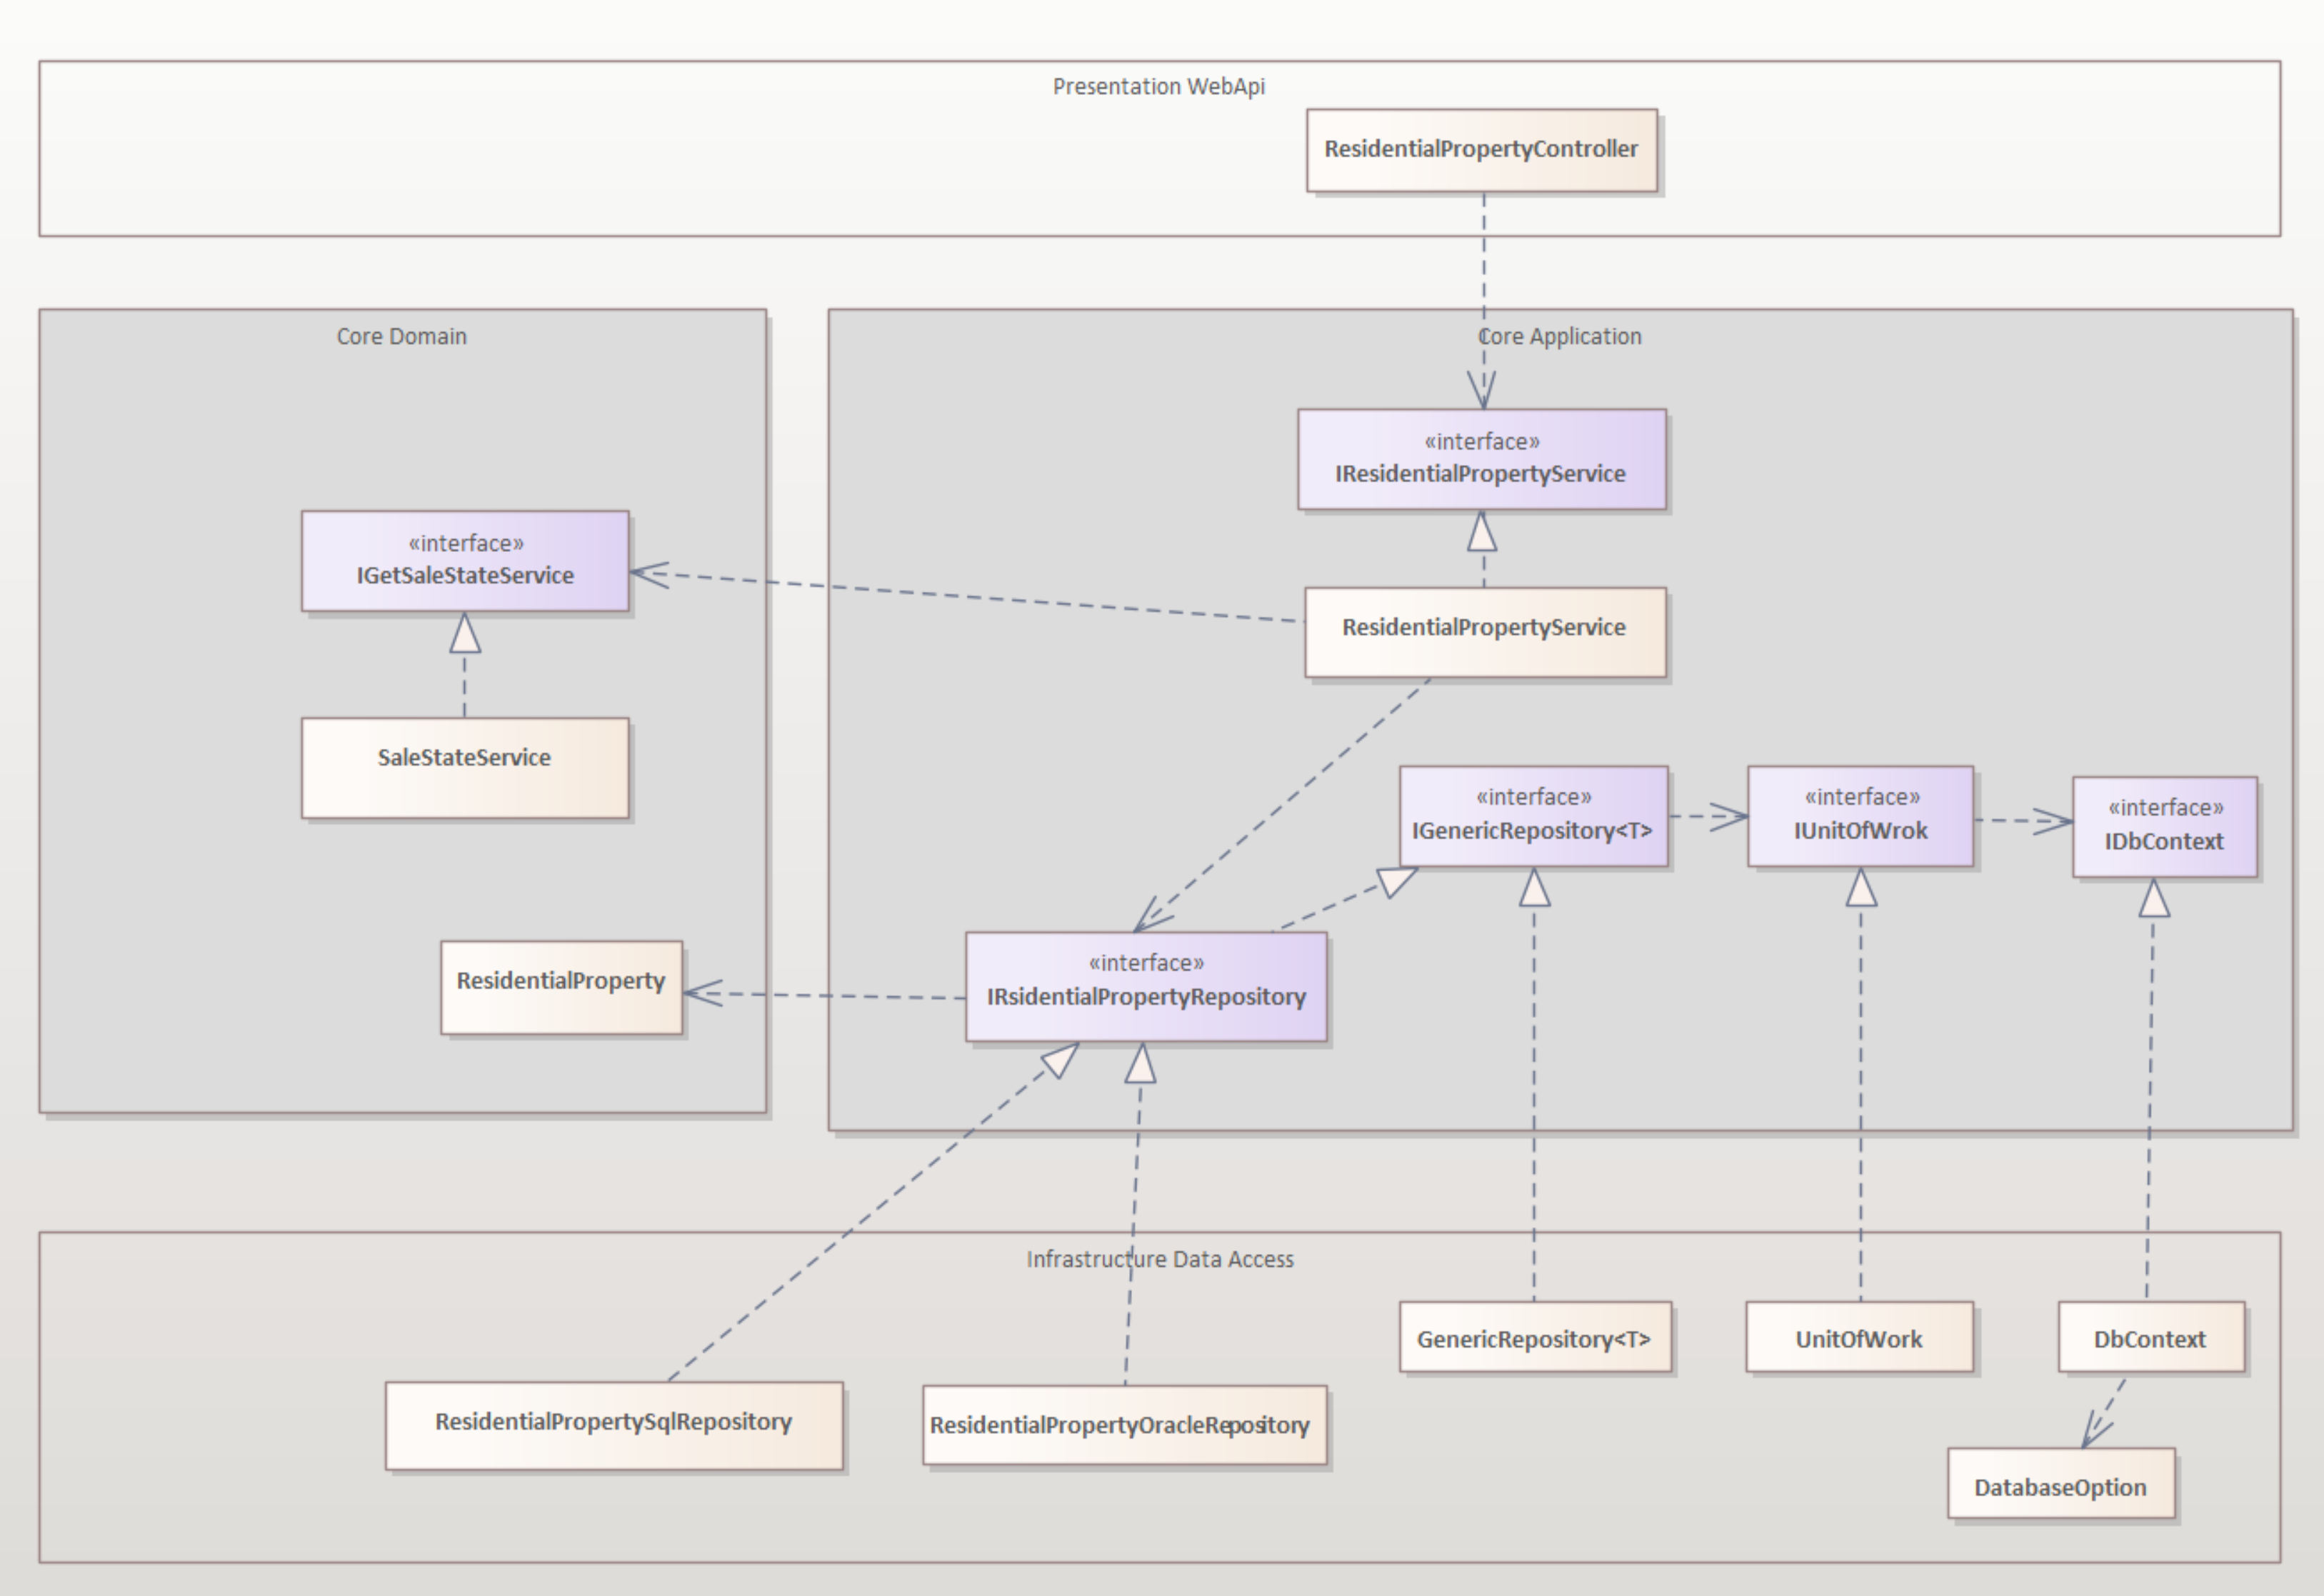 Presentation WebApi
ResidentialPropertyController
Core Domain
Core Application
«interface»
IResidentialPropertyService
«interface»
IGetSaleStateService
ResidentialPropertyService
SaleStateService
«interface»
IGenericRepository<T>
«interface»
IUnitOfWrok
«interface»
IDbContext
ResidentialProperty
«interface»
IRsidentialPropertyRepository
Infrastructure Data Access
GenericRepository<T>
UnitOfWork
DbContext
ResidentialPropertySqlRepository
ResidentialPropertyOracleRepository
DatabaseOption